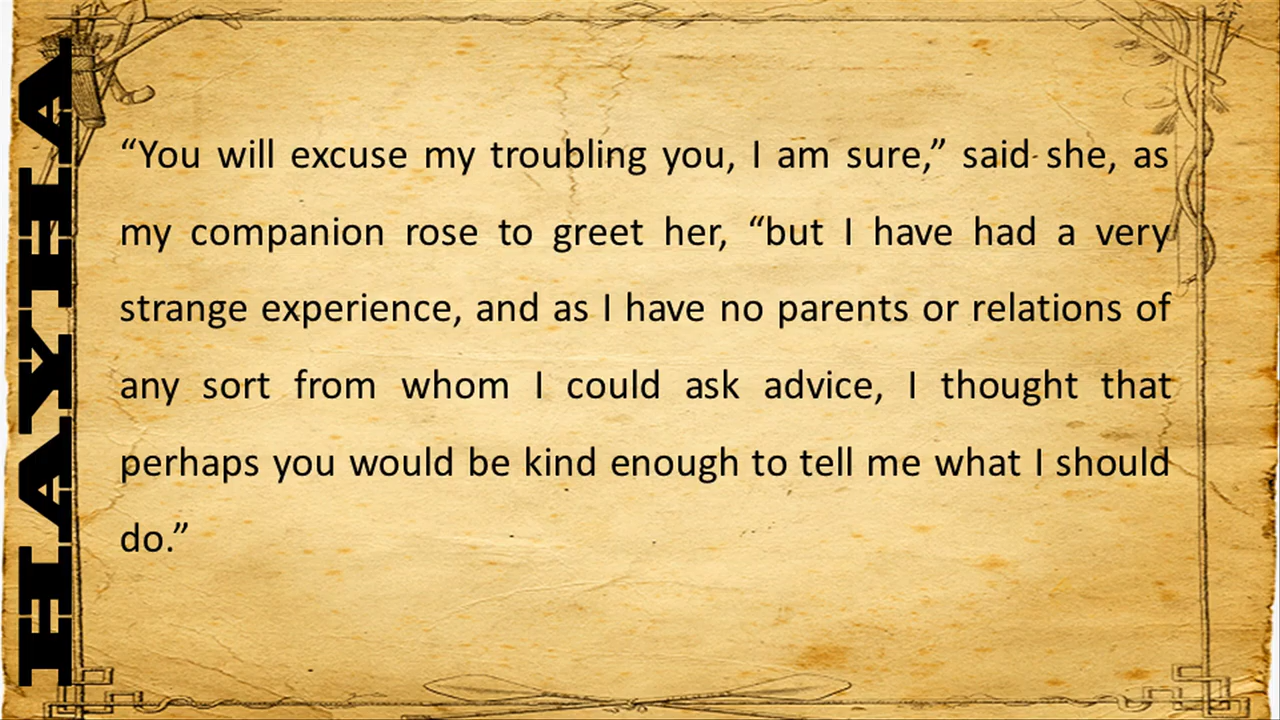 HAYHA
“You will excuse my troubling you, I am sure,” said she, as
my companion rose to greet her, “but I have had a very
strange experience, and as I have no parents or relations of
any sort from whom I could ask advice, I thought that
perhaps you would be kind enough to tell me what I should
do.”